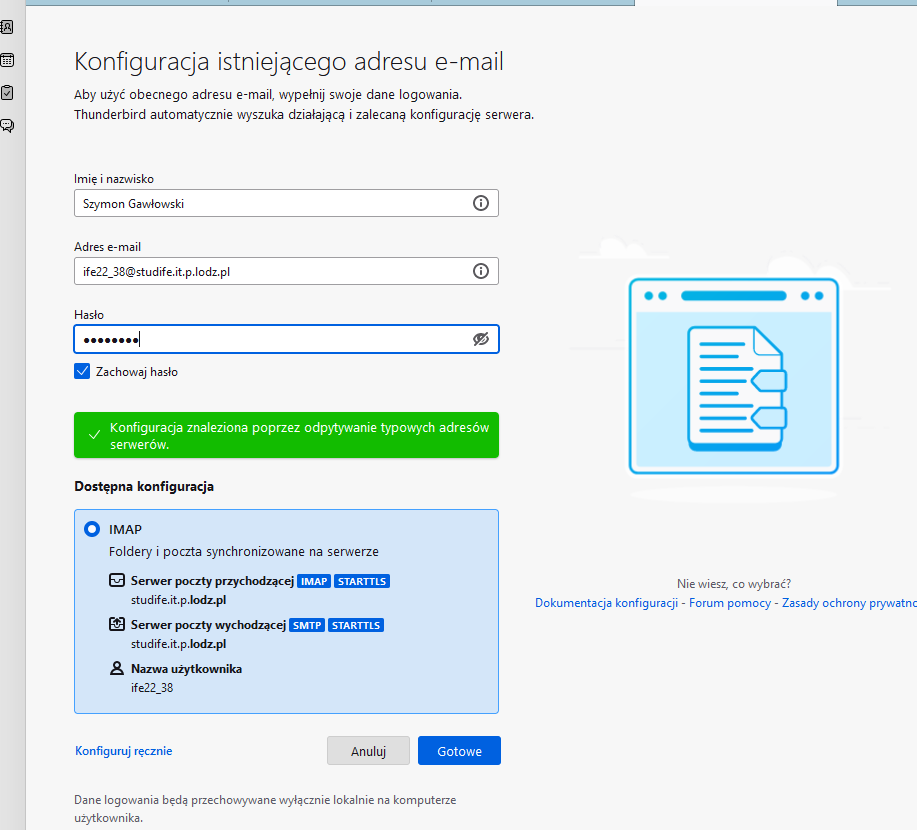 Konfiguracja istniejącego adresu e-mail
Aby użyć obecnego adresu e-mail, wypełnij swoje dane logowania.
Thunderbird automatycznie wyszuka działającą i zalecaną konfigurację serwera.
Imię i nazwisko
Szymon Gawłowski
Adres e-mail
ife22_38@studife.it.p.lodz.pl
Hasło
••••••••
Zachowaj hasło
Konfiguracja znaleziona poprzez odpytywanie typowych adresów
serwerów.
Dostępna konfiguracja
IMAP
Foldery i poczta synchronizowane na serwerze
Serwer poczty przychodzącej IMAP STARTTLS
studife.it.p.lodz.pl
Serwer poczty wychodzącej SMTP STARTTLS
studife.it.p.lodz.pl
Nazwa użytkownika
ife22_38
Nie wiesz, co wybrać?
Dokumentacja konfiguracji - Forum pomocy - Zasady ochrony prywatno
Konfiguruj ręcznie
Anuluj
Gotowe
Dane logowania będą przechowywane wyłącznie lokalnie na komputerze
użytkownika.